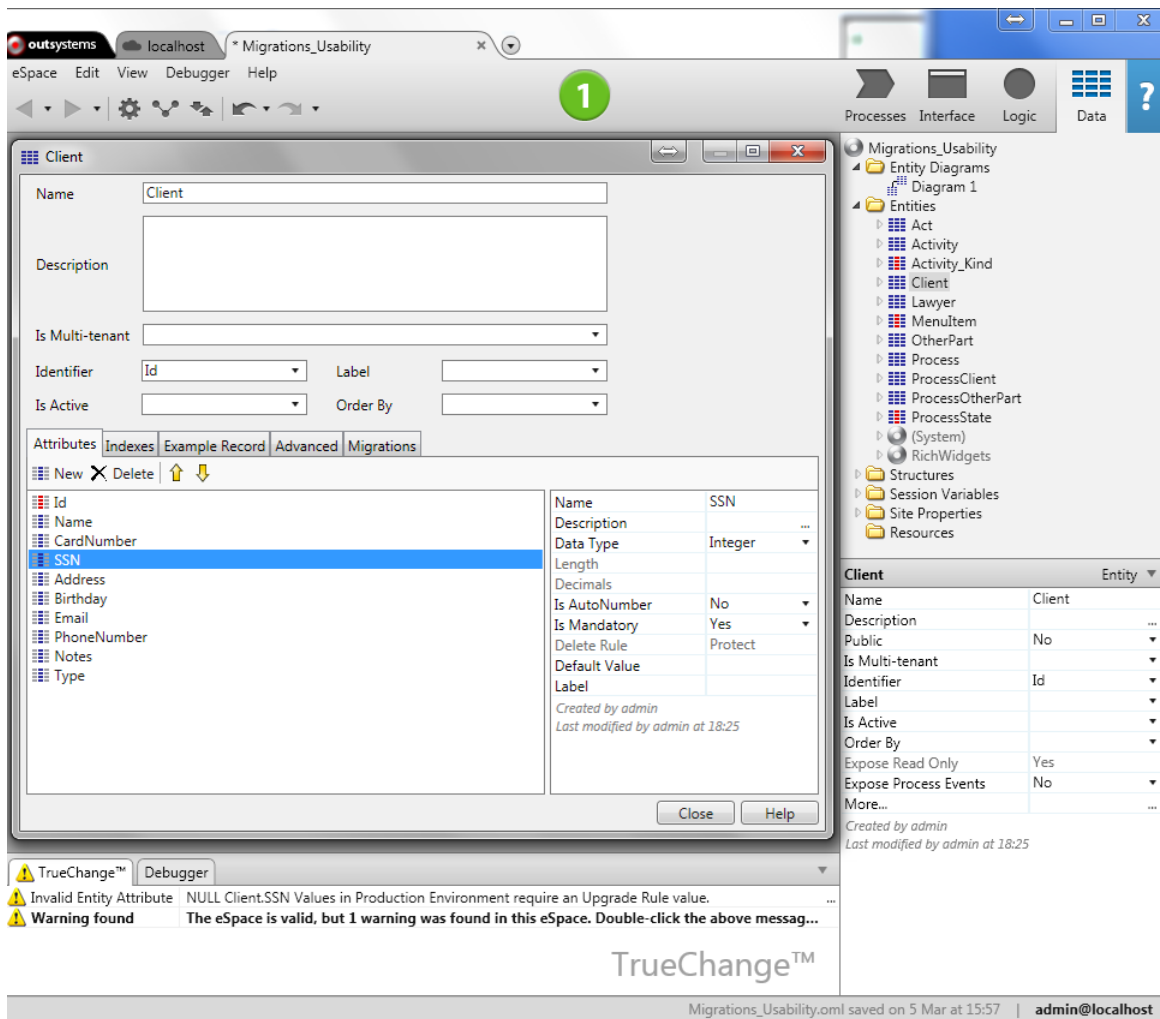 outsystems
localhost
* Migrations_Usability
eSpace Edit View Debugger Help
1
Processes Interface Logic Data
?
Client
Name Client
Description
Is Multi-tenant
Identifier Id Label
Is Active Order By
Attributes Indexes Example Record Advanced Migrations
New Delete
Id
Name
CardNumber
SSN
Address
Birthday
Email
PhoneNumber
Notes
Type
Name SSN
Description ...
Data Type Integer
Length
Decimals
Is AutoNumber No
Is Mandatory Yes
Delete Rule Protect
Default Value
Label
Created by admin
Last modified by admin at 18:25
Close Help
Migrations_Usability
Entity Diagrams
Diagram 1
Entities
Act
Activity
Activity_Kind
Client
Lawyer
MenuItem
OtherPart
Process
ProcessClient
ProcessOtherPart
ProcessState
(System)
RichWidgets
Structures
Session Variables
Site Properties
Resources
Client Entity
Name Client
Description ...
Public No
Is Multi-tenant
Identifier Id
Label
Is Active
Order By
Expose Read Only Yes
Expose Process Events No
More... ...
Created by admin
Last modified by admin at 18:25
TrueChange™ Debugger
Invalid Entity Attribute NULL Client.SSN Values in Production Environment require an Upgrade Rule value. ...
Warning found The eSpace is valid, but 1 warning was found in this eSpace. Double-click the above messag...
TrueChange™
Migrations_Usability.oml saved on 5 Mar at 15:57 | admin@localhost